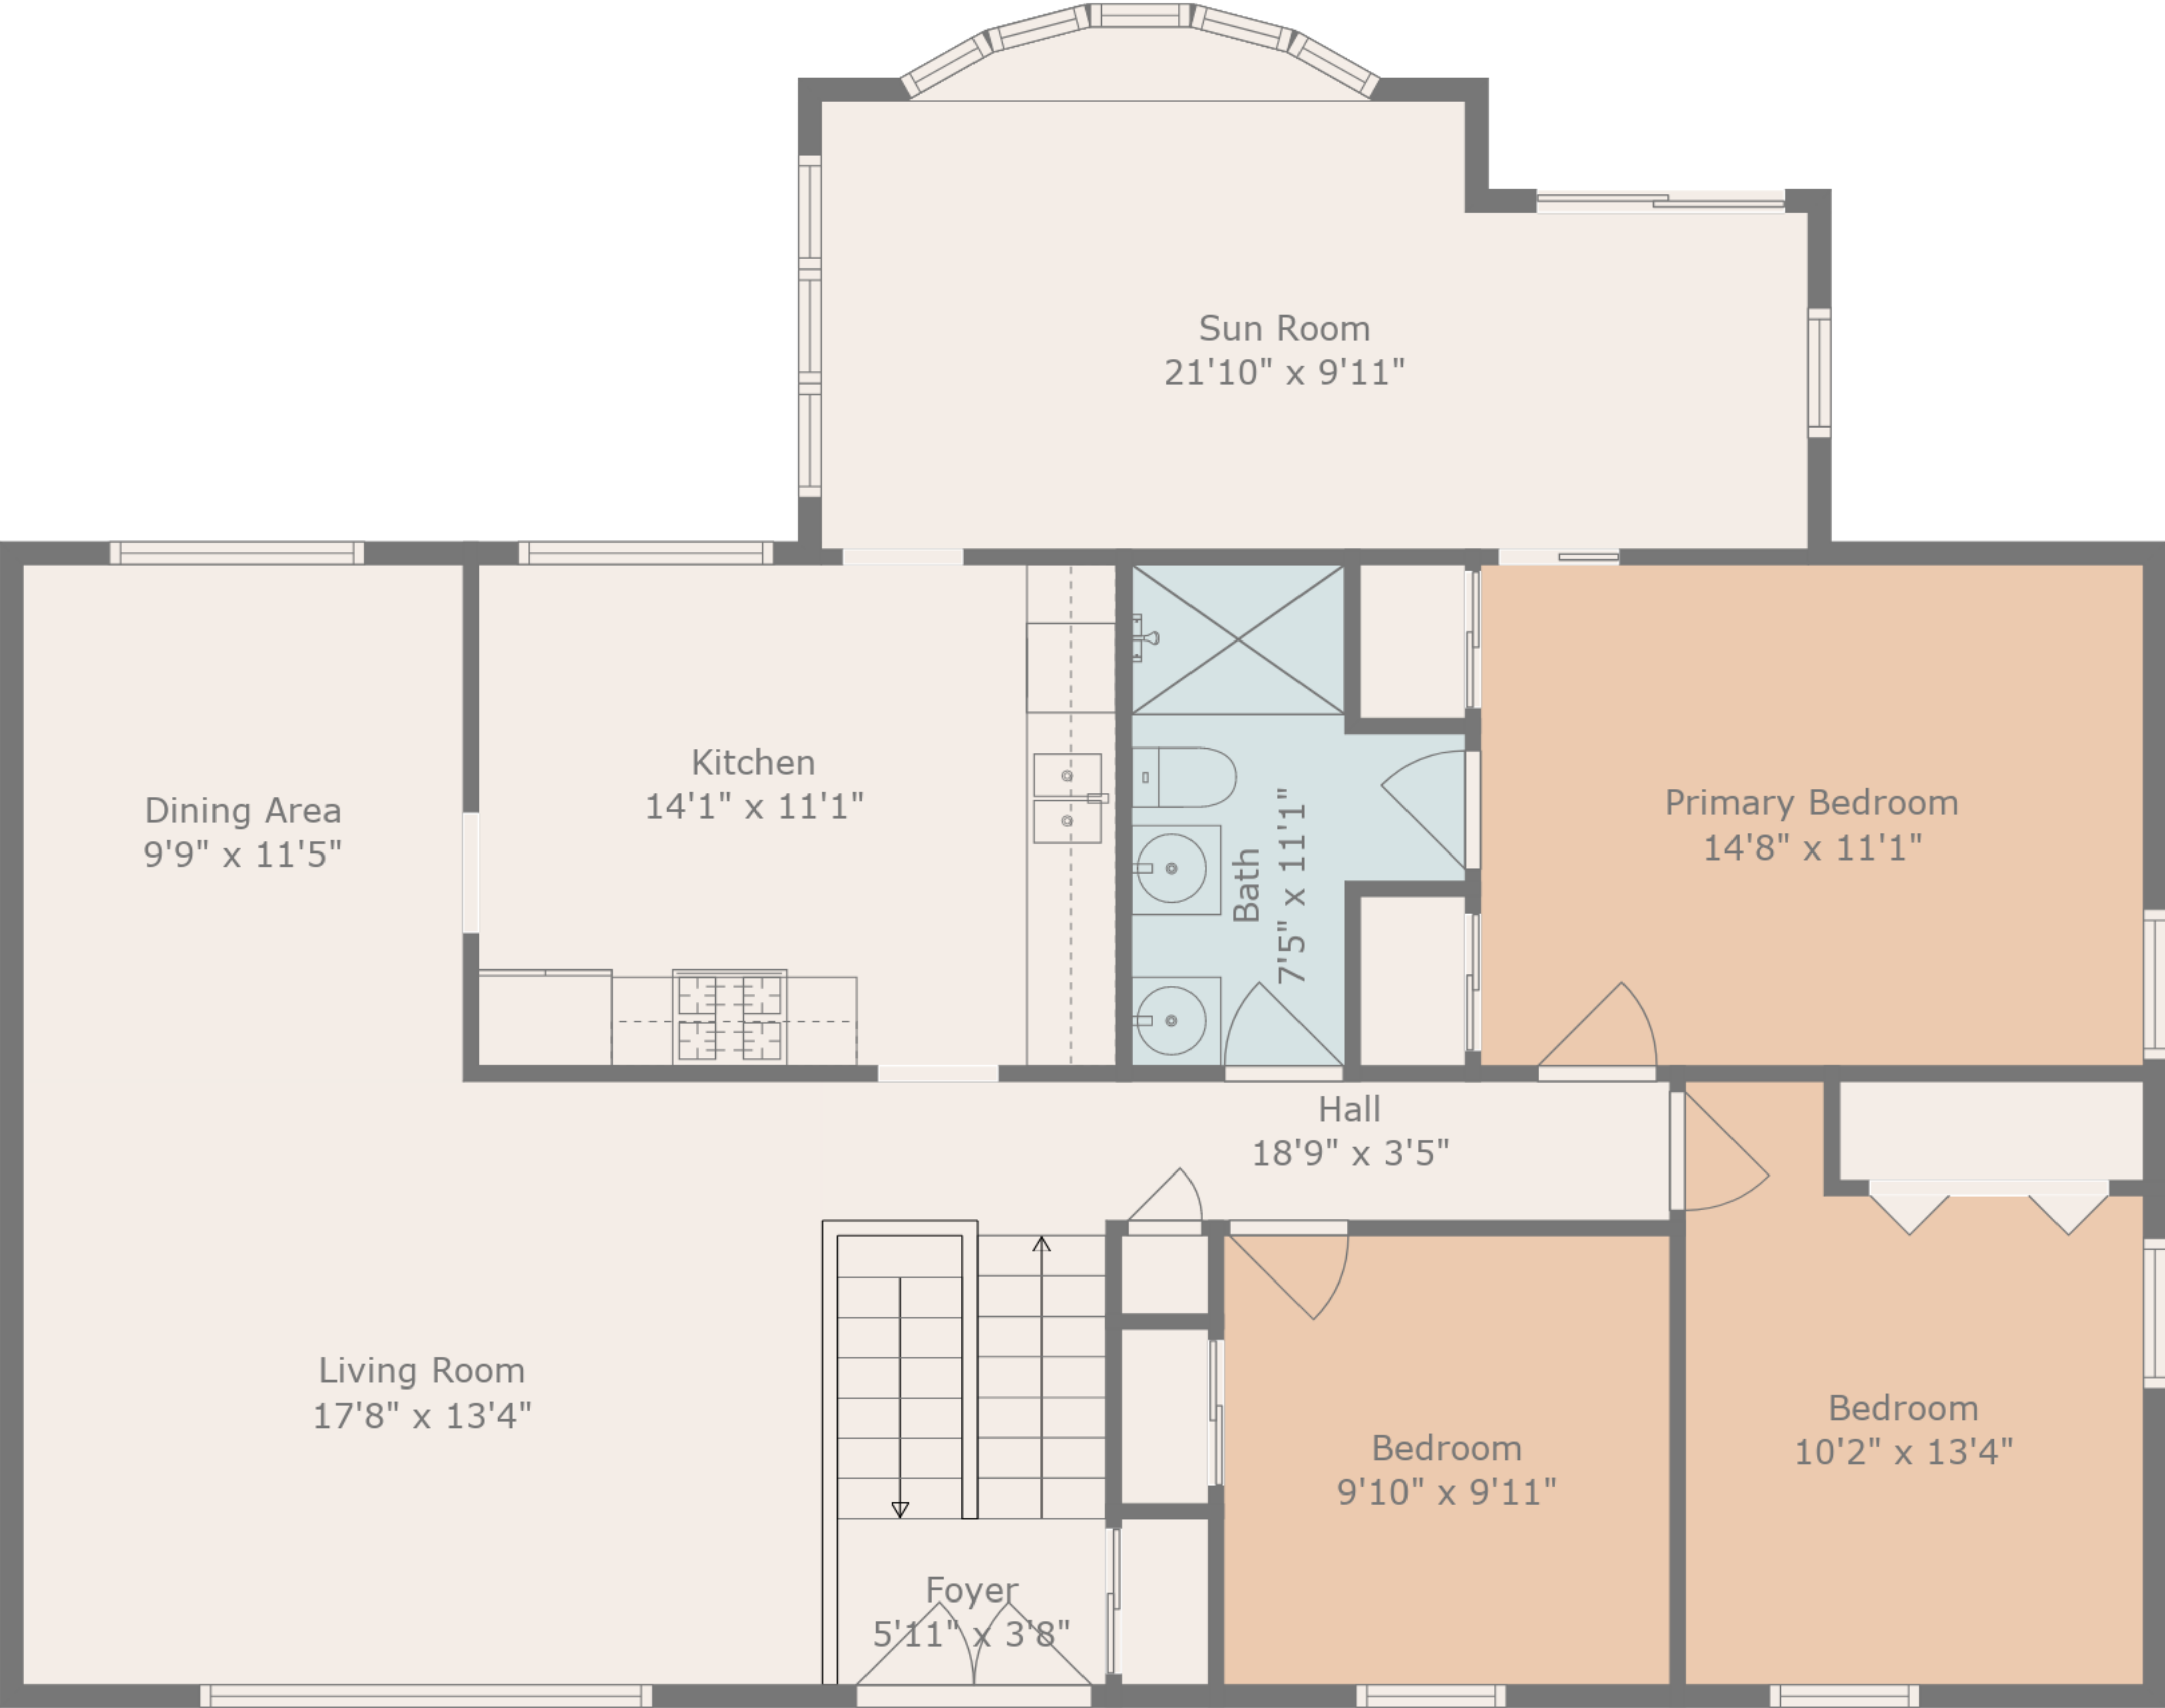 Sun Room
21'10" x 9'11"
Kitchen
14'1" x 11'1"
Dining Area
9'9" x 11'5"
Bath
7'5" x 11'1"
Primary Bedroom
14'8" x 11'1"
Hall
18'9" x 3'5"
Living Room
17'8" x 13'4"
Bedroom
9'10" x 9'11"
Bedroom
10'2" x 13'4"
Foyer
5'11" x 3'8"